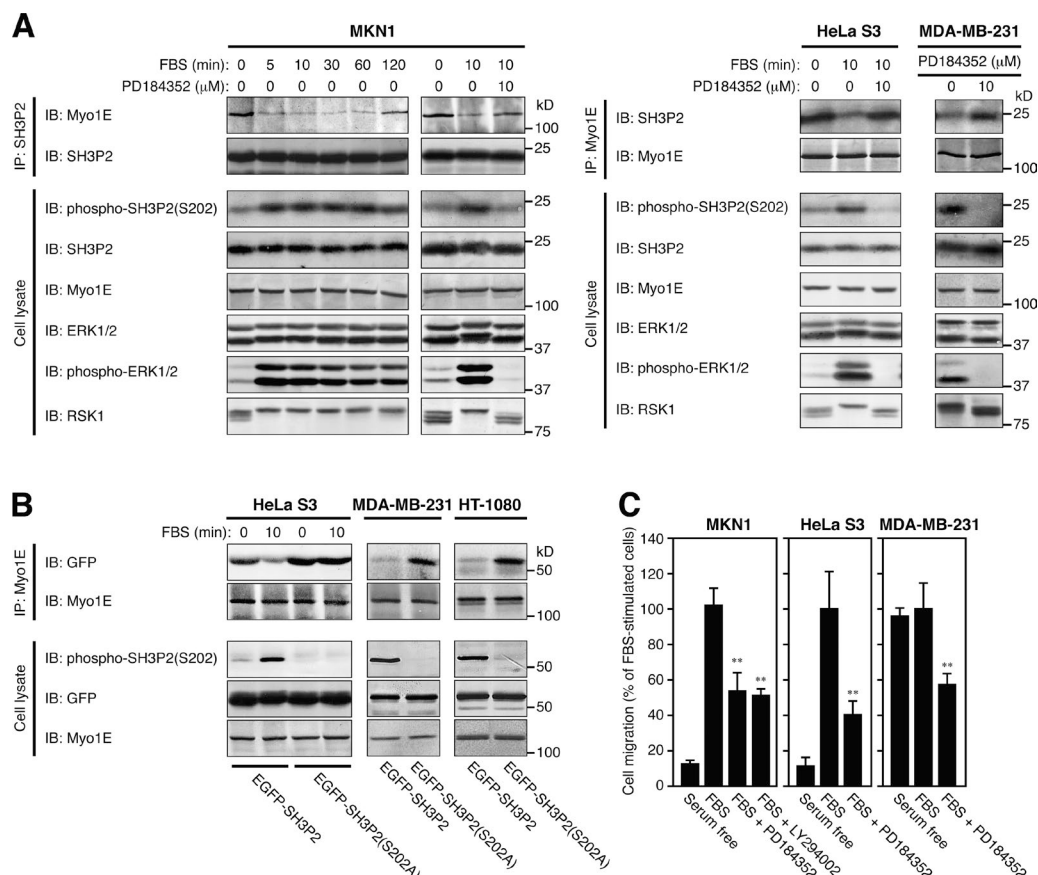 A
MKN1
FBS (min): 0 5 10 30 60 120 0 10 10
PD184352 (μM): 0 0 0 0 0 0 0 0 10
kD
IP: SH3P2
IB: Myo1E
100
IB: SH3P2
25
Cell lysate
IB: phospho-SH3P2(S202)
25
IB: SH3P2
25
IB: Myo1E
100
IB: ERK1/2
37
IB: phospho-ERK1/2
37
IB: RSK1
75
HeLa S3 MDA-MB-231
FBS (min): 0 10 10
PD184352 (μM)
PD184352 (μM): 0 0 10 0 10
kD
IP: Myo1E
IB: SH3P2
25
IB: Myo1E
100
Cell lysate
IB: phospho-SH3P2(S202)
25
IB: SH3P2
25
IB: Myo1E
100
IB: ERK1/2
37
IB: phospho-ERK1/2
37
IB: RSK1
75
B
HeLa S3 MDA-MB-231 HT-1080
FBS (min): 0 10 0 10
kD
IP: Myo1E
IB: GFP
50
IB: Myo1E
100
Cell lysate
IB: phospho-SH3P2(S202)
50
IB: GFP
50
IB: Myo1E
100
EGFP-SH3P2
EGFP-SH3P2(S202A)
EGFP-SH3P2
EGFP-SH3P2(S202A)
EGFP-SH3P2
EGFP-SH3P2(S202A)
C
MKN1 HeLa S3 MDA-MB-231
Cell migration (% of FBS-stimulated cells)
140
120
100
80
60
40
20
0
** ** ** **
Serum free
FBS
FBS + PD184352
FBS + LY294002
Serum free
FBS
FBS + PD184352
Serum free
FBS
FBS + PD184352